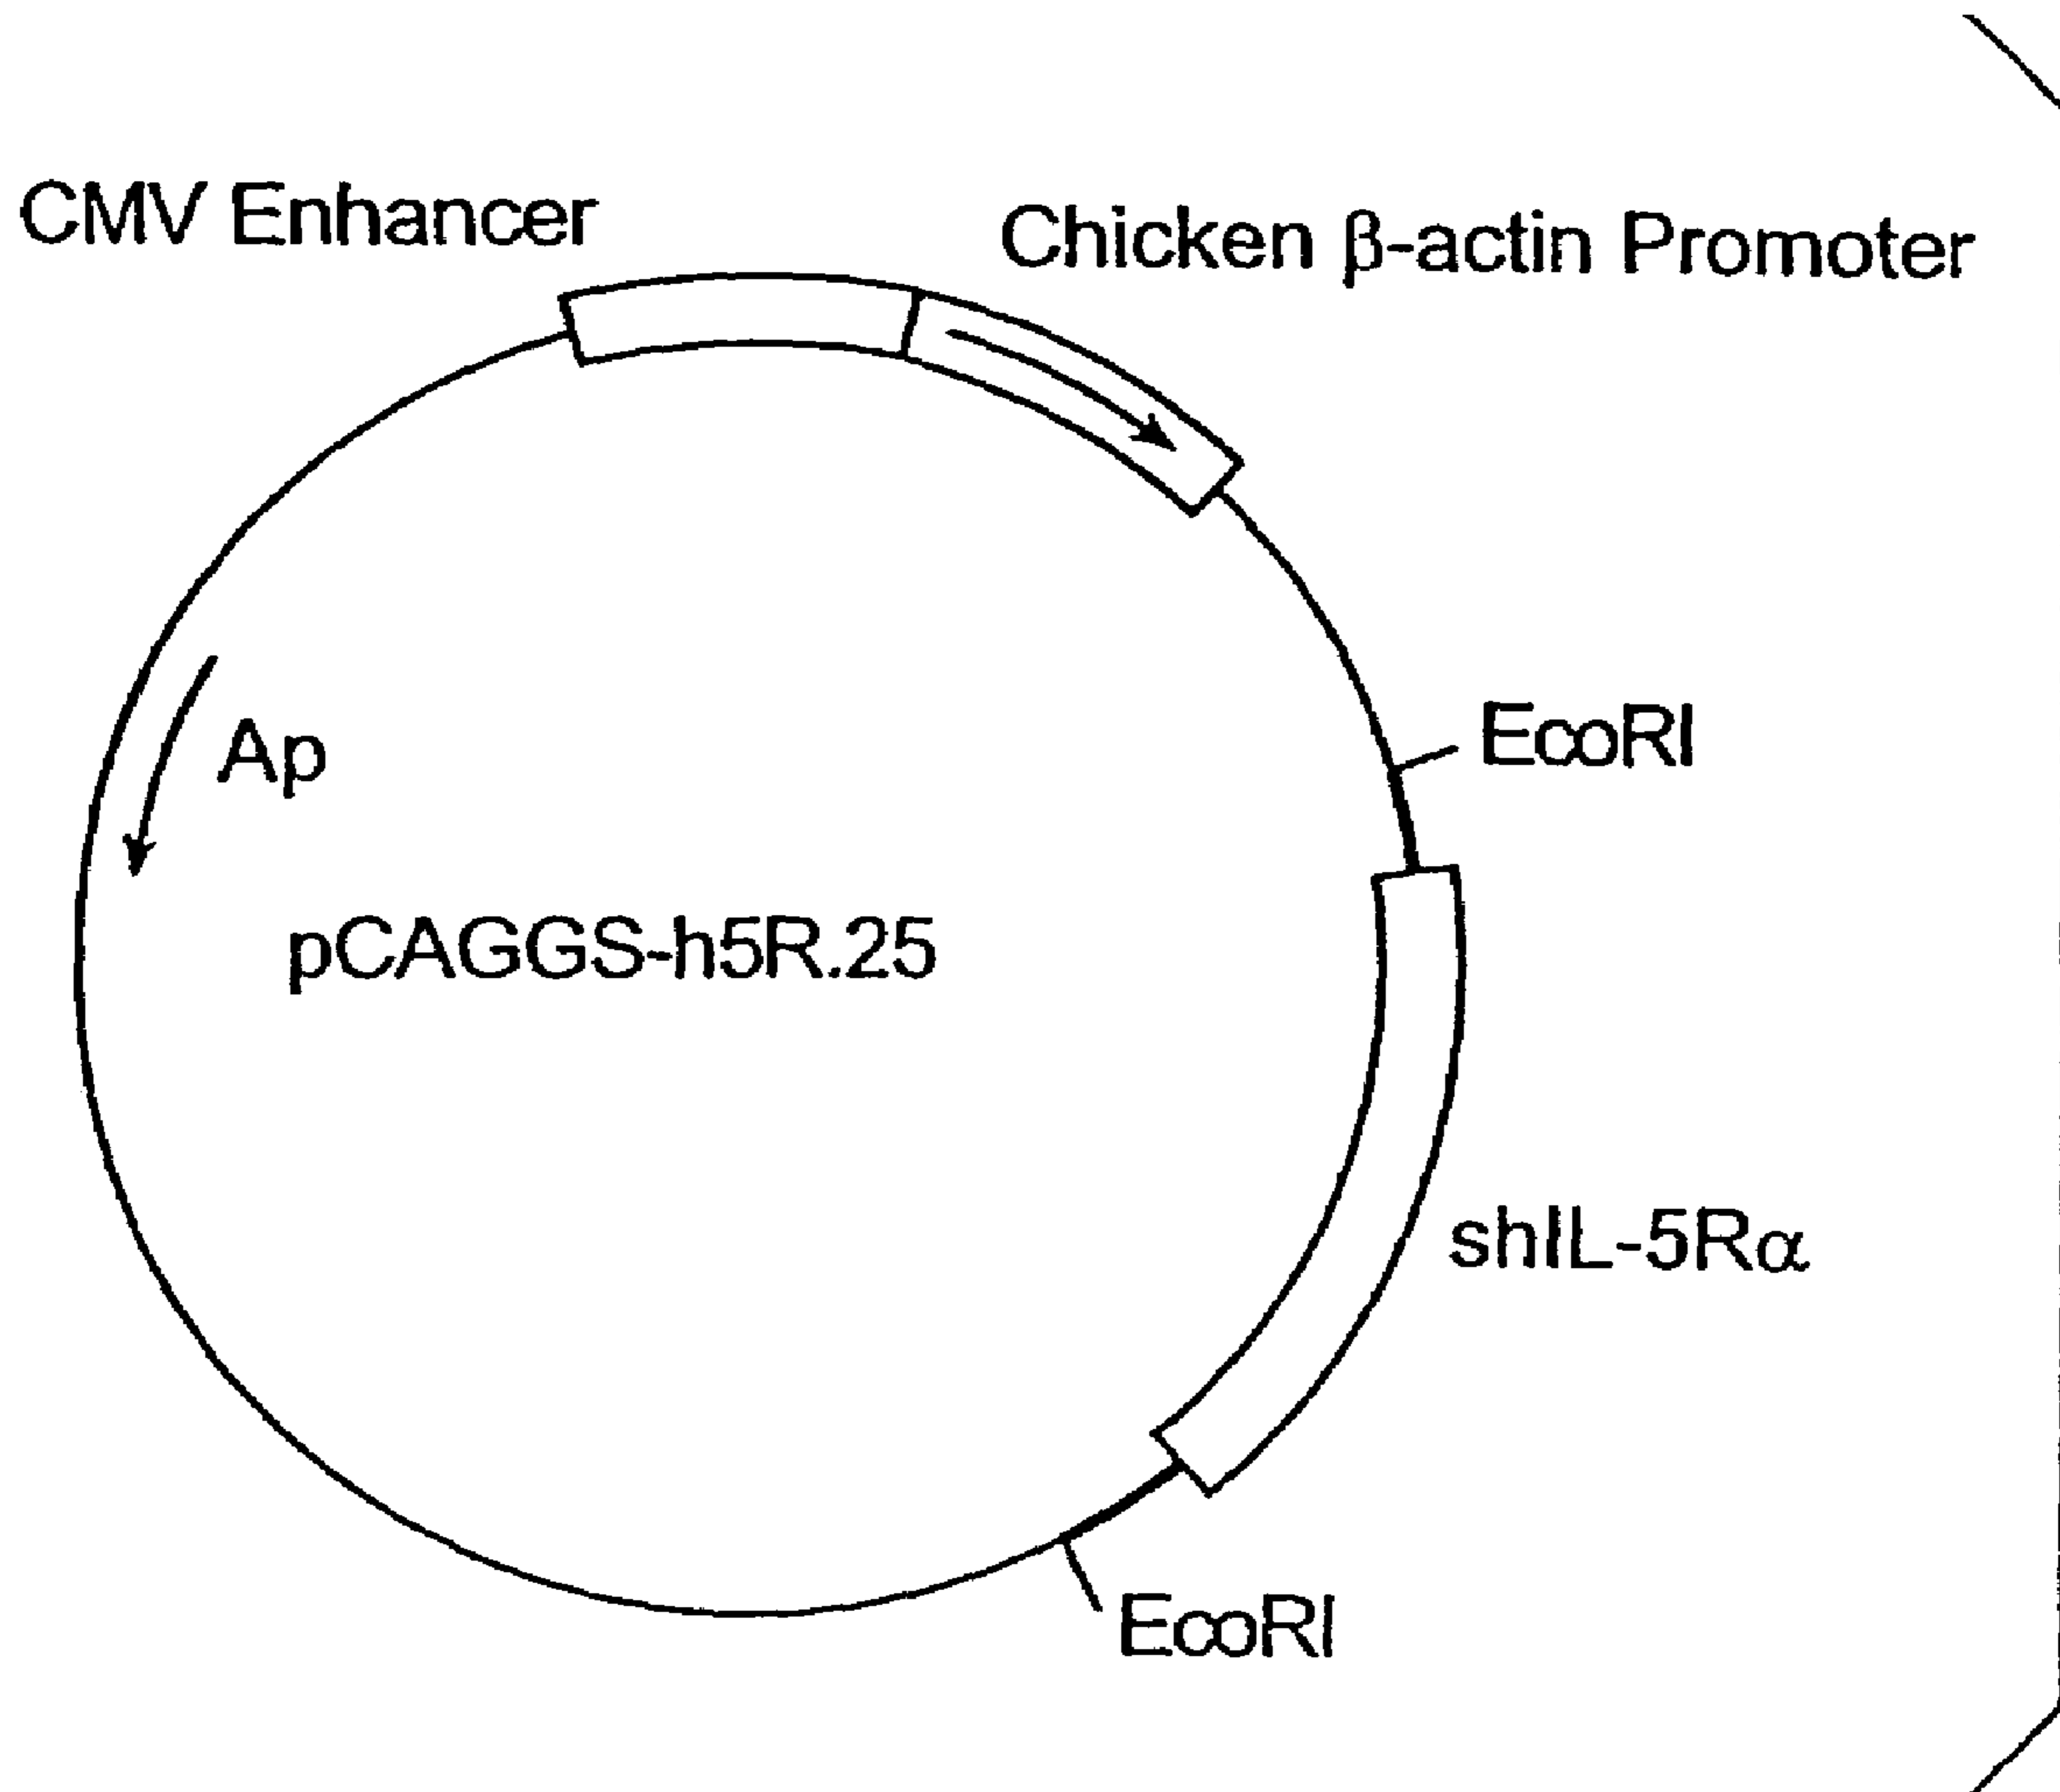 CMV Enhancer
Chicken β-actin Promoter
EcoRI
Ap
pCAGGS-h5R.25
shIL-5Rα
EcoRI